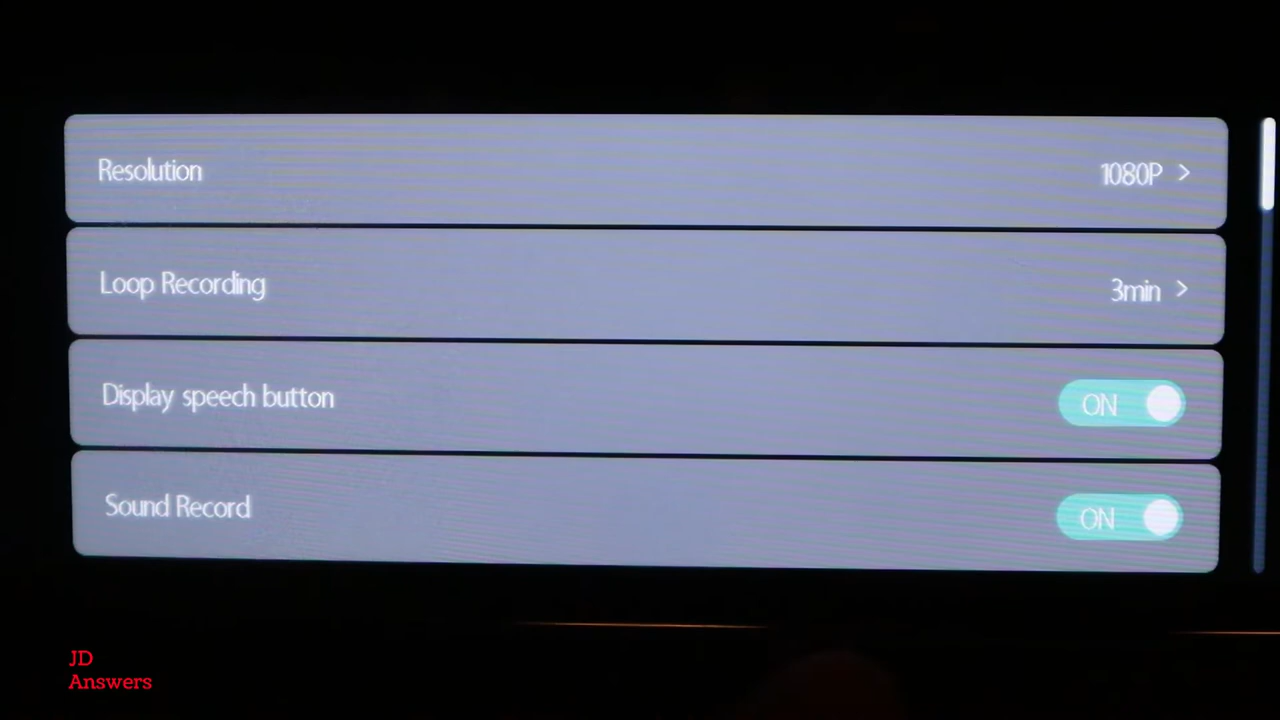 Resolution 1080P >
Loop Recording 3min >
Display speech button ON
Sound Record ON
JD
Answers